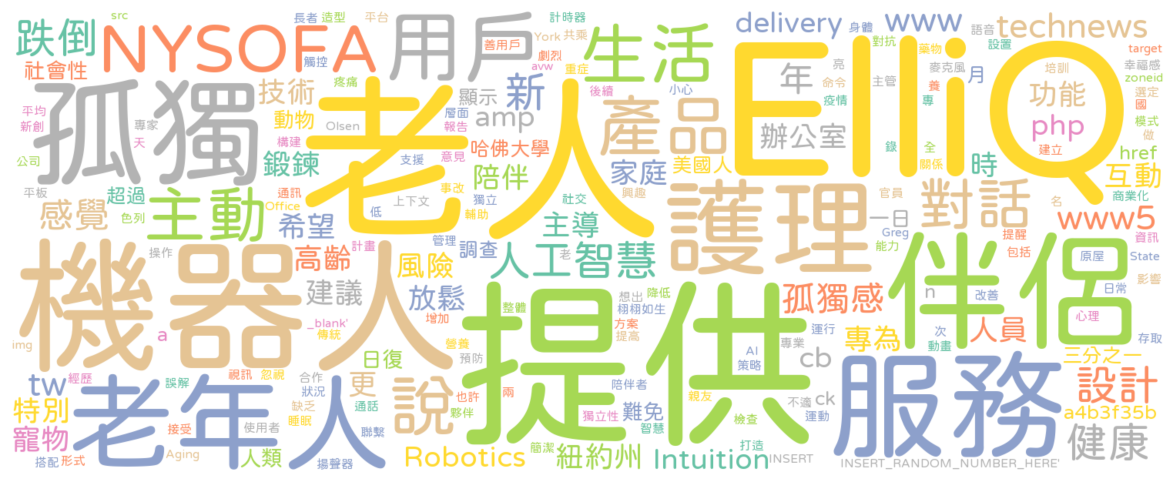 src 長者 造型 平台 計時器 delivery 身體 www 語音 technews
跌倒 NYSOFA 用戶 善用戶 York 共乘 生活 對抗 藥物 設置 target
社會性 觸控 劇烈 avw 重症 後續 疼痛 小心 年 亮 命令 疫情 主管 麥克風 養 專 月 培訓 幸福感 zoneid 選定 國
平均 新創 孤獨 技術 動物 顯示 層面 報告 新 amp 產品 辦公室 ElliQ 功能 模式 做
專家 天 構建 Olsen 老人 php 建立
公司 平板 鍛鍊 支援 意見 哈佛大學 陪伴 家庭 美國人 錄 全 關係 時 href 互動
超過 通訊 事改 獨立 興趣 官員 商業化
色列 主動 Office 低 上下文 輔助 社交 護理 對話 名 www5
感覺 希望 計畫 管理 主導 一日 Greg 提醒 資訊
操作 高齡 風險 調查 人工智慧 老 能力 包括 原屋 State
機器人 建議 放鬆 整體 想出 降低 孤獨感 n 改善 伴侶 日常 影響
_blank' 傳統 增加 栩栩如生 方案 提高 運行 次 動畫 人員 心理 存取
img a 日復 營養 預防 提供 AI 策略 專業 cb 專為 三分之一
tw 經歷 誤解 視訊 忽視 合作 狀況 更 說 也許 兩 陪伴者 不適 ck 服務 設計
特別 老年人 缺乏 睡眠 通話 夥伴 獨立性 智慧 難免 親友 檢查 運動 a4b3f35b
寵物 接受 使用者 聯繫 簡潔 打造 健康
搭配 形式 Aging 人類 揚聲器 Robotics 紐約州 Intuition INSERT INSERT_RANDOM_NUMBER_HERE'